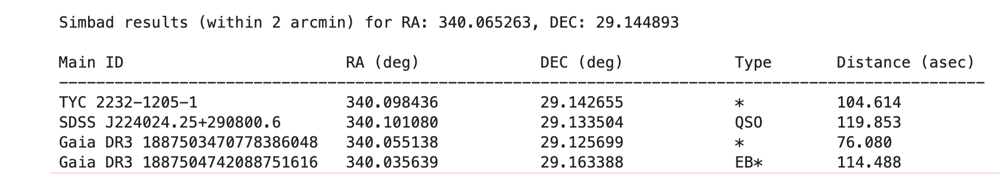 Simbad results (within 2 arcmin) for RA: 340.065263, DEC: 29.144893
Main ID RA (deg) DEC (deg) Type Distance (asec)
----------------------------------------------------------------------------------------------------
TYC 2232-1205-1 340.098436 29.142655 * 104.614
SDSS J224024.25+290800.6 340.101080 29.133504 QSO 119.853
Gaia DR3 1887503470778386048 340.055138 29.125699 * 76.080
Gaia DR3 1887504742088751616 340.035639 29.163388 EB* 114.488